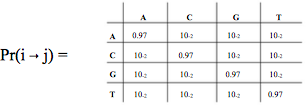 A C G T
A 0.97 10-2 10-2 10-2
Pr(i → j) = C 10-2 0.97 10-2 10-2
G 10-2 10-2 0.97 10-2
T 10-2 10-2 10-2 0.97